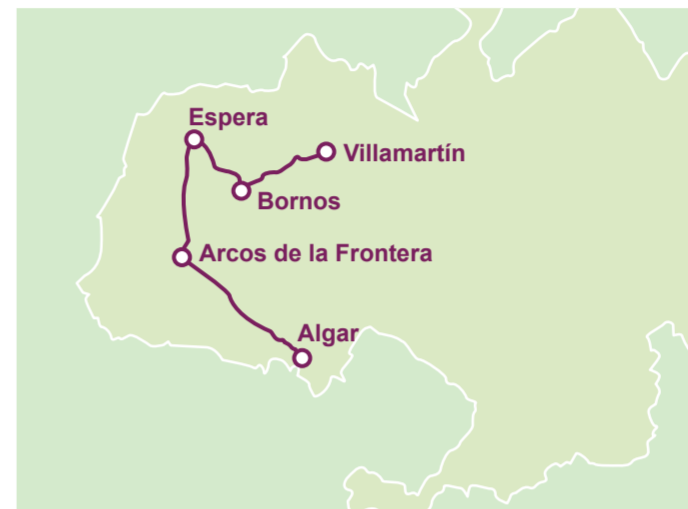 Espera
Villamartín
Bornos
Arcos de la Frontera
Algar